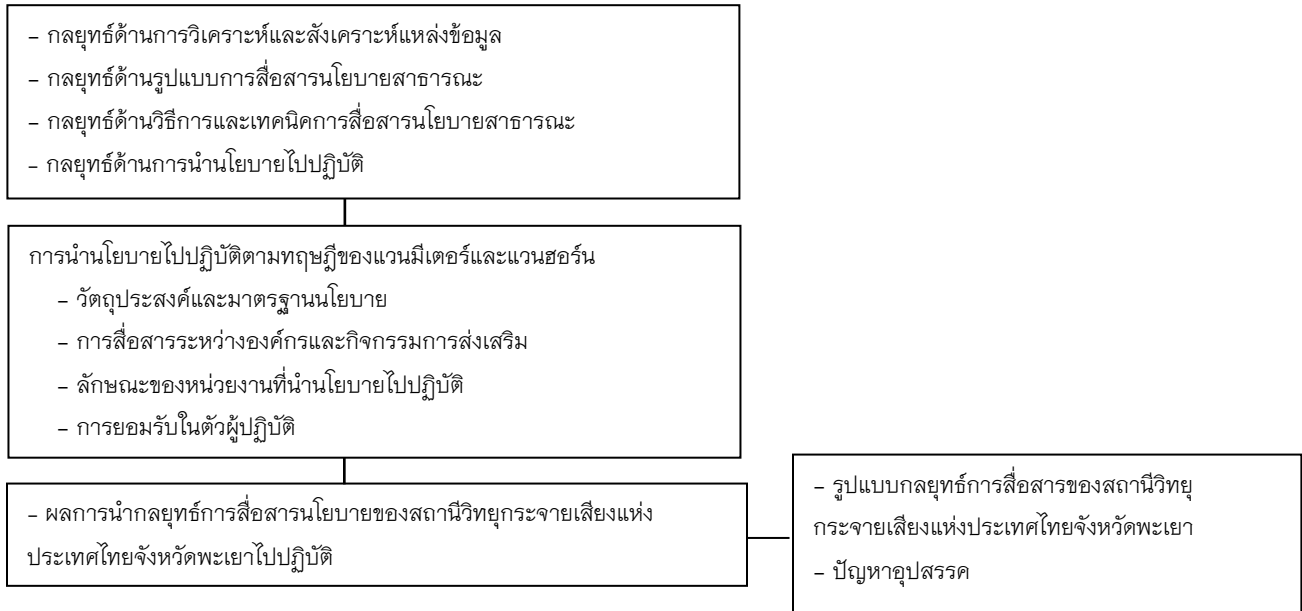 – กลยุทธ์ด้านการวิเคราะห์และสังเคราะห์แหล่งข้อมูล
– กลยุทธ์ด้านรูปแบบการสื่อสารนโยบายสาธารณะ
– กลยุทธ์ด้านวิธีการและเทคนิคการสื่อสารนโยบายสาธารณะ
– กลยุทธ์ด้านการนำนโยบายไปปฏิบัติ
การนำนโยบายไปปฏิบัติตามทฤษฎีของแวนมีเตอร์และแวนฮอร์น
– วัตถุประสงค์และมาตรฐานนโยบาย
– การสื่อสารระหว่างองค์กรและกิจกรรมการส่งเสริม
– ลักษณะของหน่วยงานที่นำนโยบายไปปฏิบัติ
– การยอมรับในตัวผู้ปฏิบัติ
– ผลการนำกลยุทธ์การสื่อสารนโยบายของสถานีวิทยุกระจายเสียงแห่ง
ประเทศไทยจังหวัดพะเยาไปปฏิบัติ
– รูปแบบกลยุทธ์การสื่อสารของสถานีวิทยุ
กระจายเสียงแห่งประเทศไทยจังหวัดพะเยา
– ปัญหาอุปสรรค